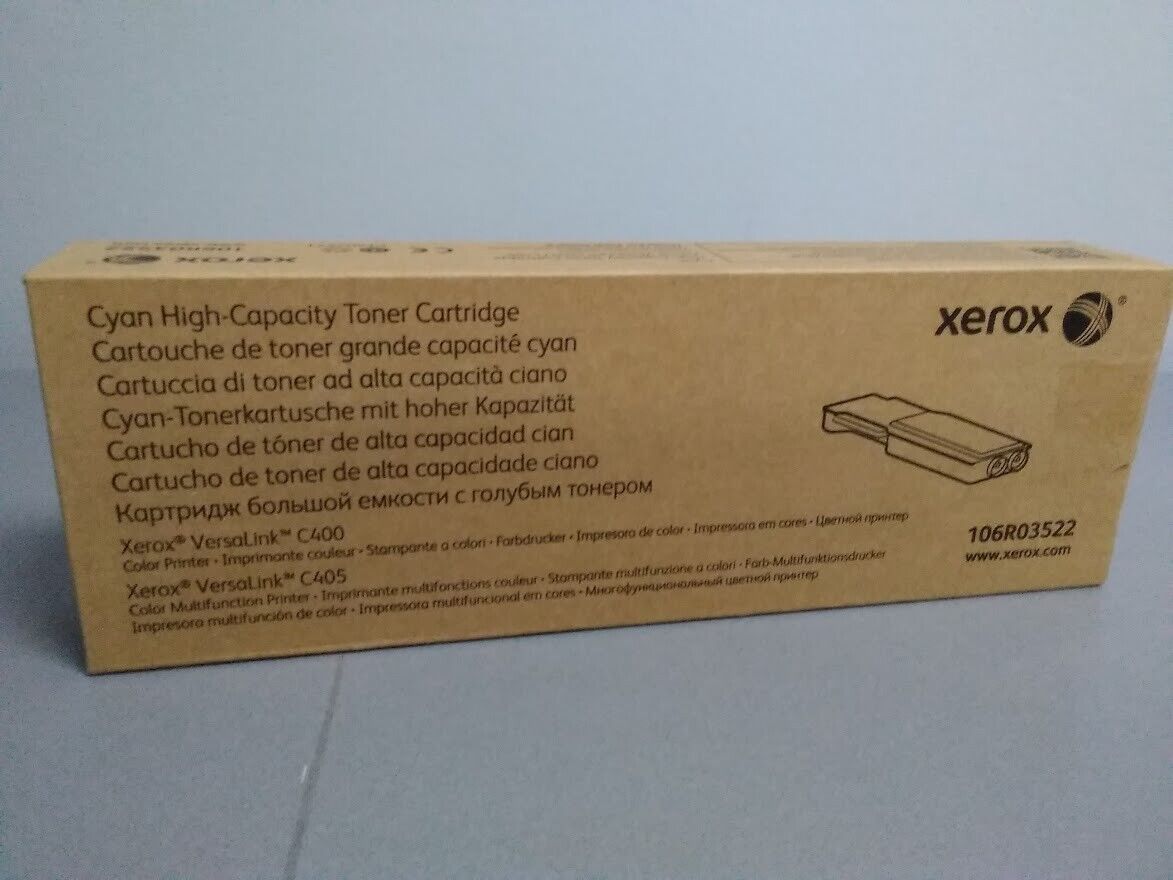 Cyan High-Capacity Toner Cartridge
Cartouche de toner grande capacité cyan
Cartuccia di toner ad alta capacità ciano
Cyan-Tonerkartusche mit hoher Kapazität
Cartucho de tóner de alta capacidad cian
Cartucho de toner de alta capacidade ciano
Картридж большой емкости с голубым тонером
Xerox® VersaLink™ C400
Color Printer • Imprimante couleur • Stampante a colori • Farbdrucker • Impresora de color • Impressora em cores • Цветной принтер
Xerox® VersaLink™ C405
Color Multifunction Printer • Imprimante multifonctions couleur • Stampante multifunzione a colori • Farb-Multifunktionsdrucker
Impresora multifunción de color • Impressora multifuncional em cores • Многофункциональный цветной принтер
xerox ®
106R03522
www.xerox.com
xerox ®
106R03522
CE